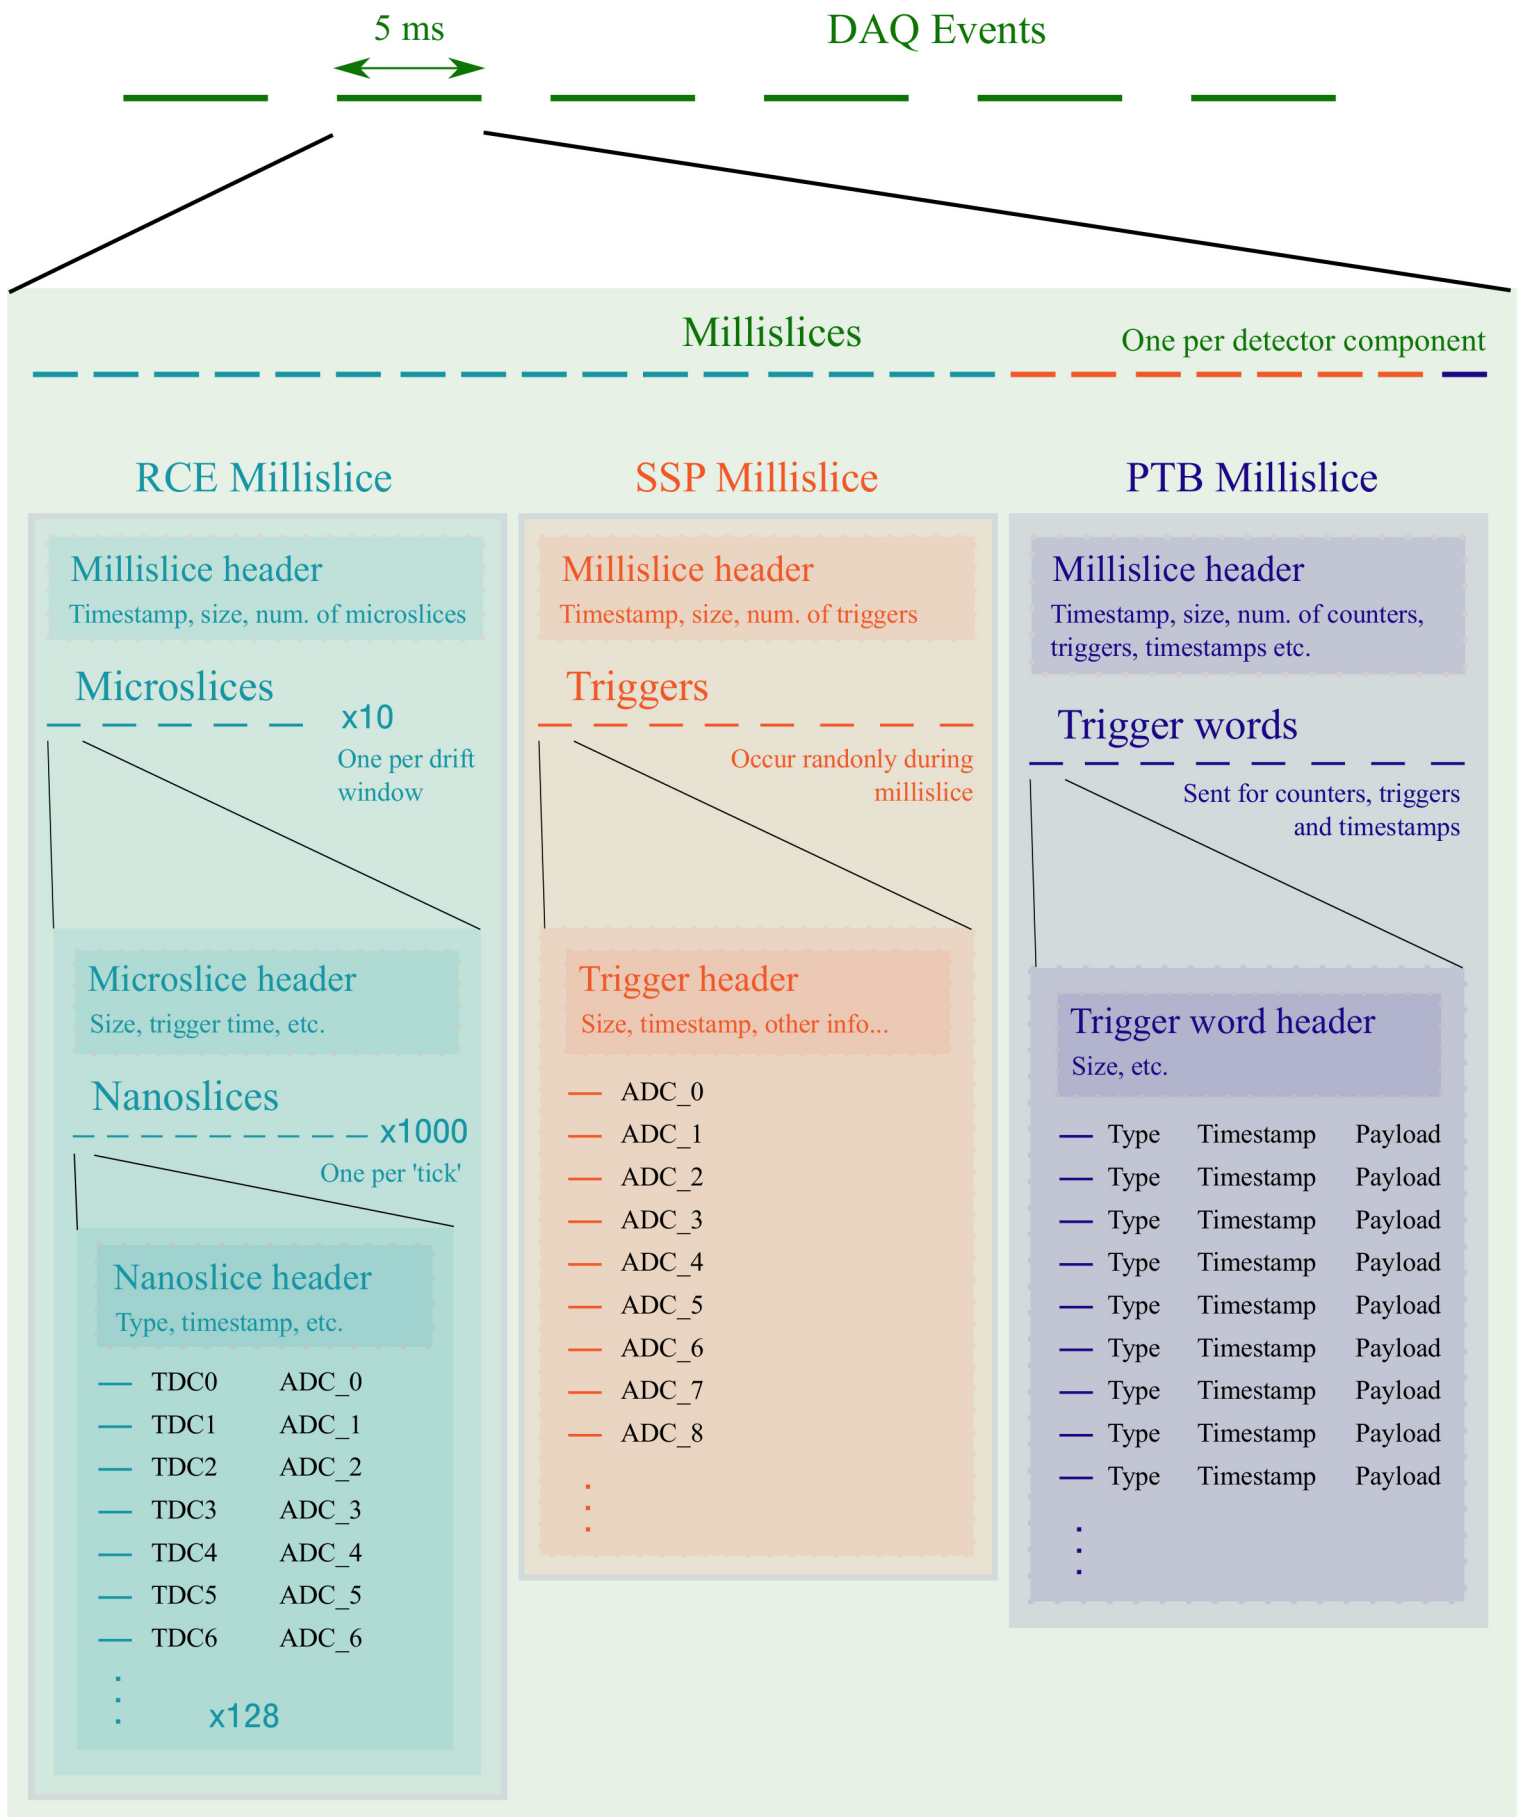 5 ms
DAQ Events
Millislices
One per detector component
RCE Millislice
Millislice header
Timestamp, size, num. of microslices
Microslices
x10
One per drift
window
Microslice header
Size, trigger time, etc.
Nanoslices
x1000
One per 'tick'
Nanoslice header
Type, timestamp, etc.
TDC0 ADC_0
TDC1 ADC_1
TDC2 ADC_2
TDC3 ADC_3
TDC4 ADC_4
TDC5 ADC_5
TDC6 ADC_6
x128
SSP Millislice
Millislice header
Timestamp, size, num. of triggers
Triggers
Occur randonly during
millislice
Trigger header
Size, timestamp, other info...
ADC_0
ADC_1
ADC_2
ADC_3
ADC_4
ADC_5
ADC_6
ADC_7
ADC_8
PTB Millislice
Millislice header
Timestamp, size, num. of counters,
triggers, timestamps etc.
Trigger words
Sent for counters, triggers
and timestamps
Trigger word header
Size, etc.
Type Timestamp Payload
Type Timestamp Payload
Type Timestamp Payload
Type Timestamp Payload
Type Timestamp Payload
Type Timestamp Payload
Type Timestamp Payload
Type Timestamp Payload
Type Timestamp Payload